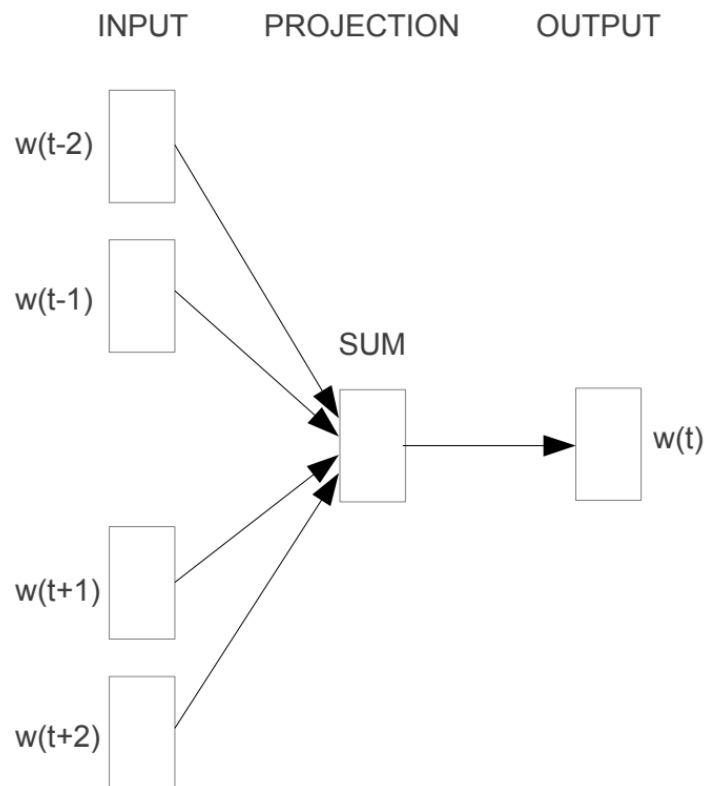 INPUT PROJECTION OUTPUT
w(t-2)
w(t-1)
SUM
w(t)
w(t+1)
w(t+2)